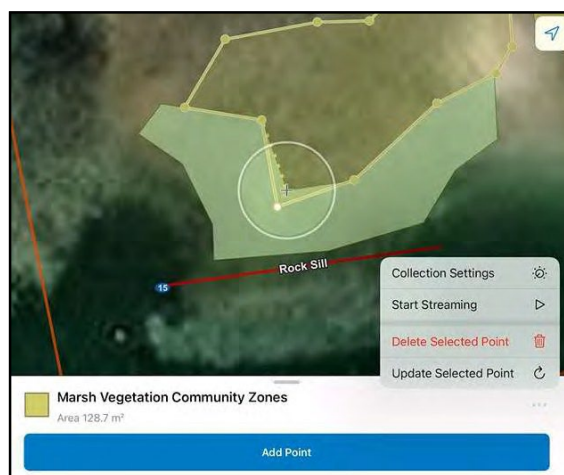 Rock Sill
15
Collection Settings
Start Streaming
Delete Selected Point
Update Selected Point
Marsh Vegetation Community Zones
Area 128.7 m²
Add Point